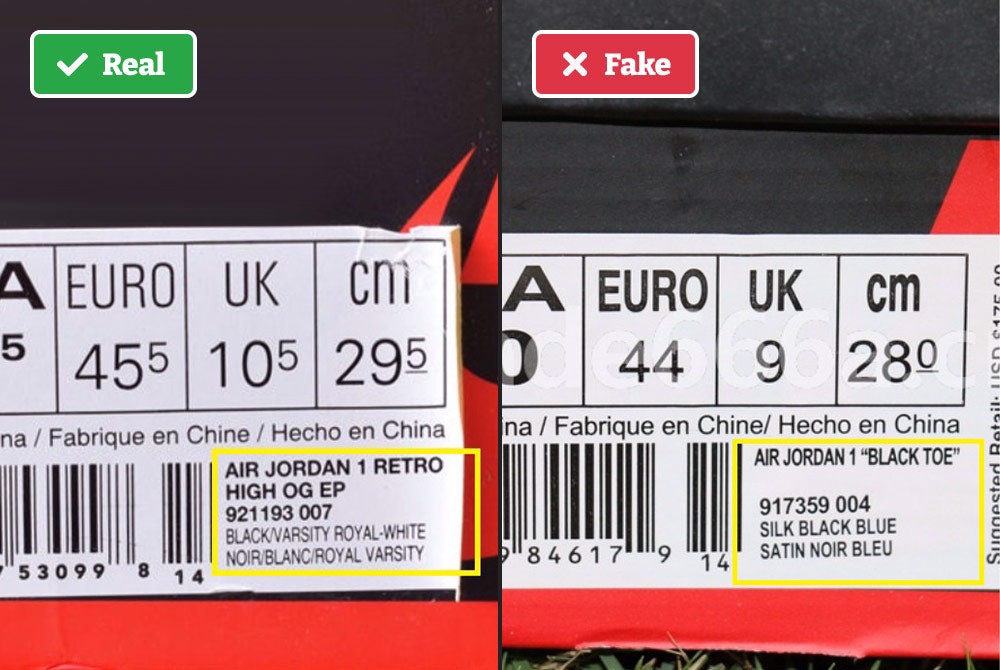 Real
A EURO UK cm
5 45⁵ 10⁵ 29⁵
na / Fabrique en Chine / Hecho en China
AIR JORDAN 1 RETRO
HIGH OG EP
921193 007
BLACK/VARSITY ROYAL-WHITE
NOIR/BLANC/ROYAL VARSITY
53099 8 14
Fake
A EURO UK cm
0 44 9 28⁰
ina / Fabrique en Chine/ Hecho en China
AIR JORDAN 1 “BLACK TOE”
917359 004
SILK BLACK BLUE
SATIN NOIR BLEU
9 84617 9 14
Suggested Retail: USD $175.00